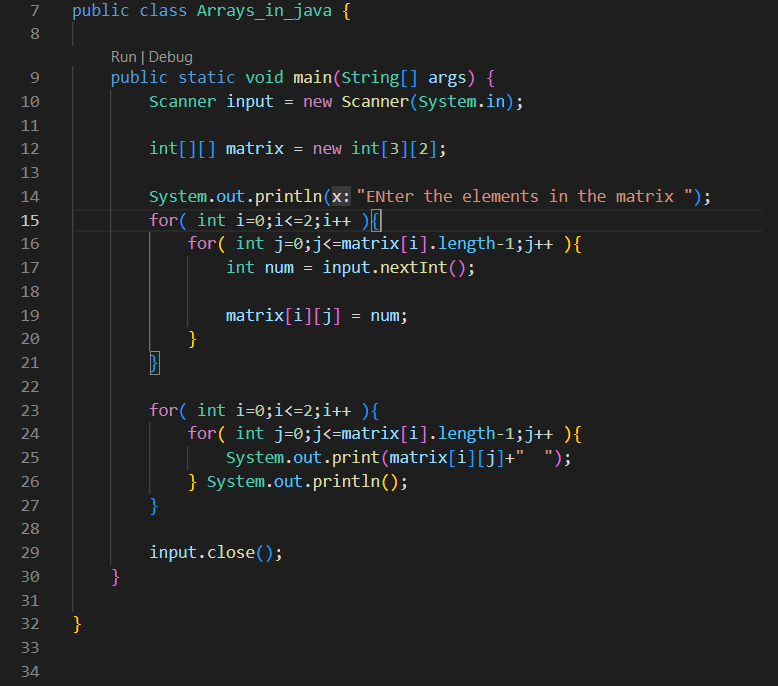 7 public class Arrays_in_java {
8
Run | Debug
9 public static void main(String[] args) {
10 Scanner input = new Scanner(System.in);
11
12 int[][] matrix = new int[3][2];
13
14 System.out.println(x: "ENter the elements in the matrix ");
15 for( int i=0;i<=2;i++ ){
16 for( int j=0;j<=matrix[i].length-1;j++ ){
17 int num = input.nextInt();
18
19 matrix[i][j] = num;
20 }
21 }
22
23 for( int i=0;i<=2;i++ ){
24 for( int j=0;j<=matrix[i].length-1;j++ ){
25 System.out.print(matrix[i][j]+"  ");
26 } System.out.println();
27 }
28
29 input.close();
30 }
31
32 }
33
34